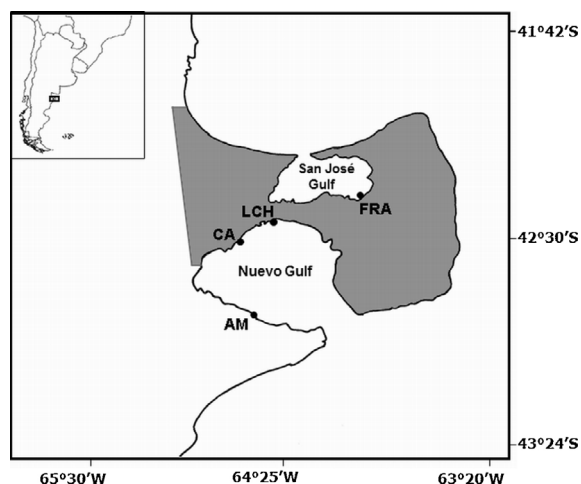 41°42'S
San José
Gulf
FRA
LCH
CA
42°30'S
Nuevo Gulf
AM
43°24'S
65°30'W
64°25'W
63°20'W